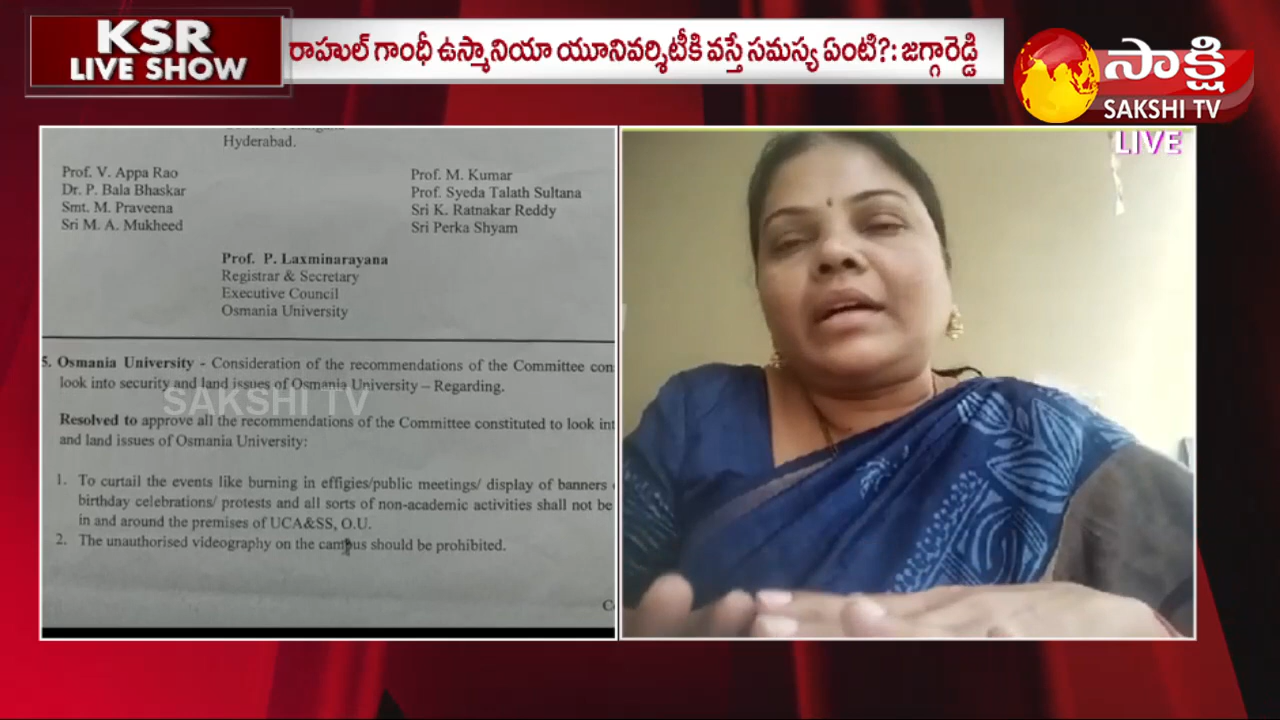 KSR
LIVE SHOW
రాహుల్ గాంధీ ఉస్మానియా యూనివర్శిటీకి వస్తే సమస్య ఏంటి?: జగ్గారెడ్డి
సాక్షి
SAKSHI TV
LIVE
Hyderabad.
Prof. V. Appa Rao
Dr. P. Bala Bhaskar
Smt. M. Praveena
Sri M. A. Mukheed
Prof. M. Kumar
Prof. Syeda Talath Sultana
Sri K. Ratnakar Reddy
Sri Perka Shyam
Prof. P. Laxminarayana
Registrar & Secretary
Executive Council
Osmania University
5. Osmania University - Consideration of the recommendations of the Committee con
look into security and land issues of Osmania University – Regarding.
SAKSHI TV
Resolved to approve all the recommendations of the Committee constituted to look int
and land issues of Osmania University:
1. To curtail the events like burning in effigies/public meetings/ display of banners
birthday celebrations/ protests and all sorts of non-academic activities shall not be
in and around the premises of UCA&SS, O.U.
2. The unauthorised videography on the campus should be prohibited.